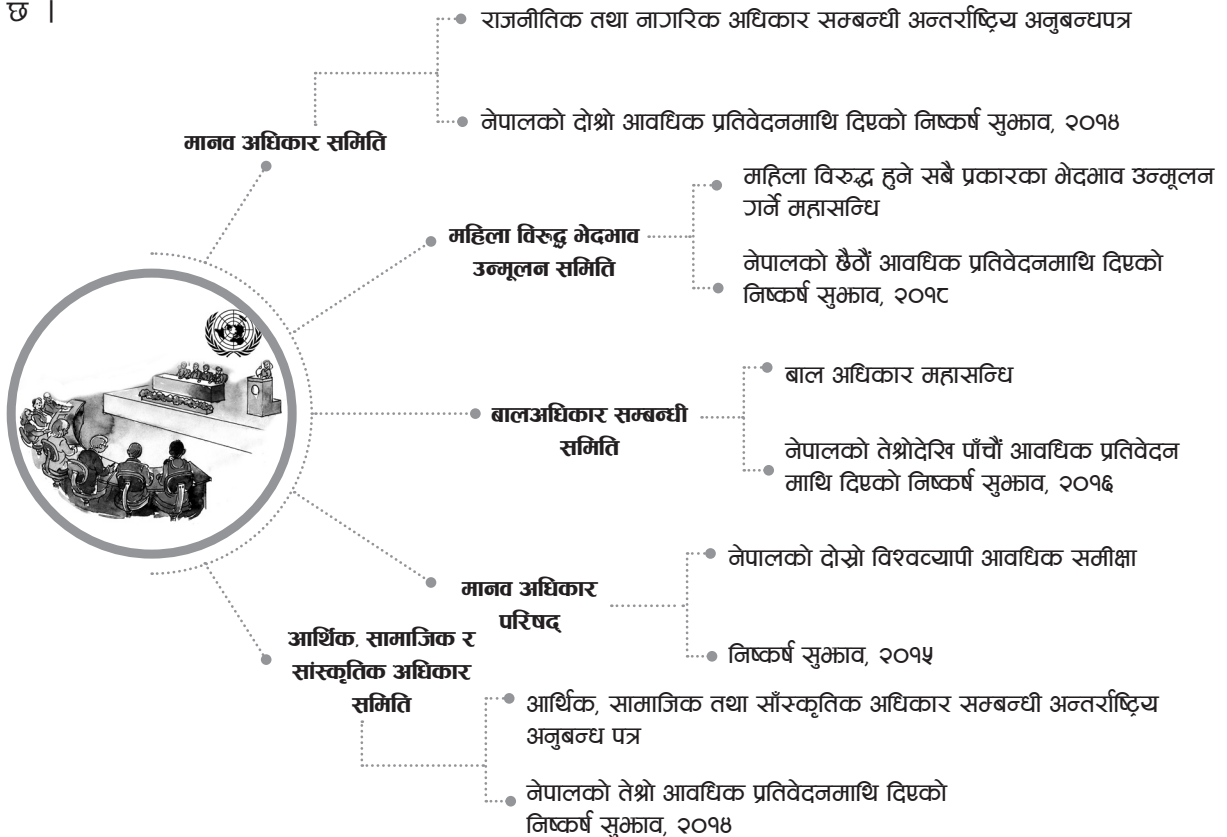 छ ।
राजनीतिक तथा नागरिक अधिकार सम्बन्धी अन्तर्राष्ट्रिय अनुबन्धपत्र
मानव अधिकार समिति
नेपालको दोश्रो आवधिक प्रतिवेदनमाथि दिएको निष्कर्ष सुझाव, २०१४
महिला विरुद्ध भेदभाव
उन्मूलन समिति
महिला विरुद्ध हुने सबै प्रकारका भेदभाव उन्मूलन
गर्ने महासन्धि
नेपालको छैठौं आवधिक प्रतिवेदनमाथि दिएको
निष्कर्ष सुझाव, २०१८
बालअधिकार सम्बन्धी
समिति
बाल अधिकार महासन्धि
नेपालको तेश्रोदेखि पाँचौं आवधिक प्रतिवेदन
माथि दिएको निष्कर्ष सुझाव, २०१६
मानव अधिकार
परिषद्
नेपालको दोस्रो विश्वव्यापी आवधिक समीक्षा
निष्कर्ष सुझाव, २०१५
आर्थिक, सामाजिक र
सांस्कृतिक अधिकार
समिति
आर्थिक, सामाजिक तथा साँस्कृतिक अधिकार सम्बन्धी अन्तर्राष्ट्रिय
अनुबन्ध पत्र
नेपालको तेश्रो आवधिक प्रतिवेदनमाथि दिएको
निष्कर्ष सुझाव, २०१४